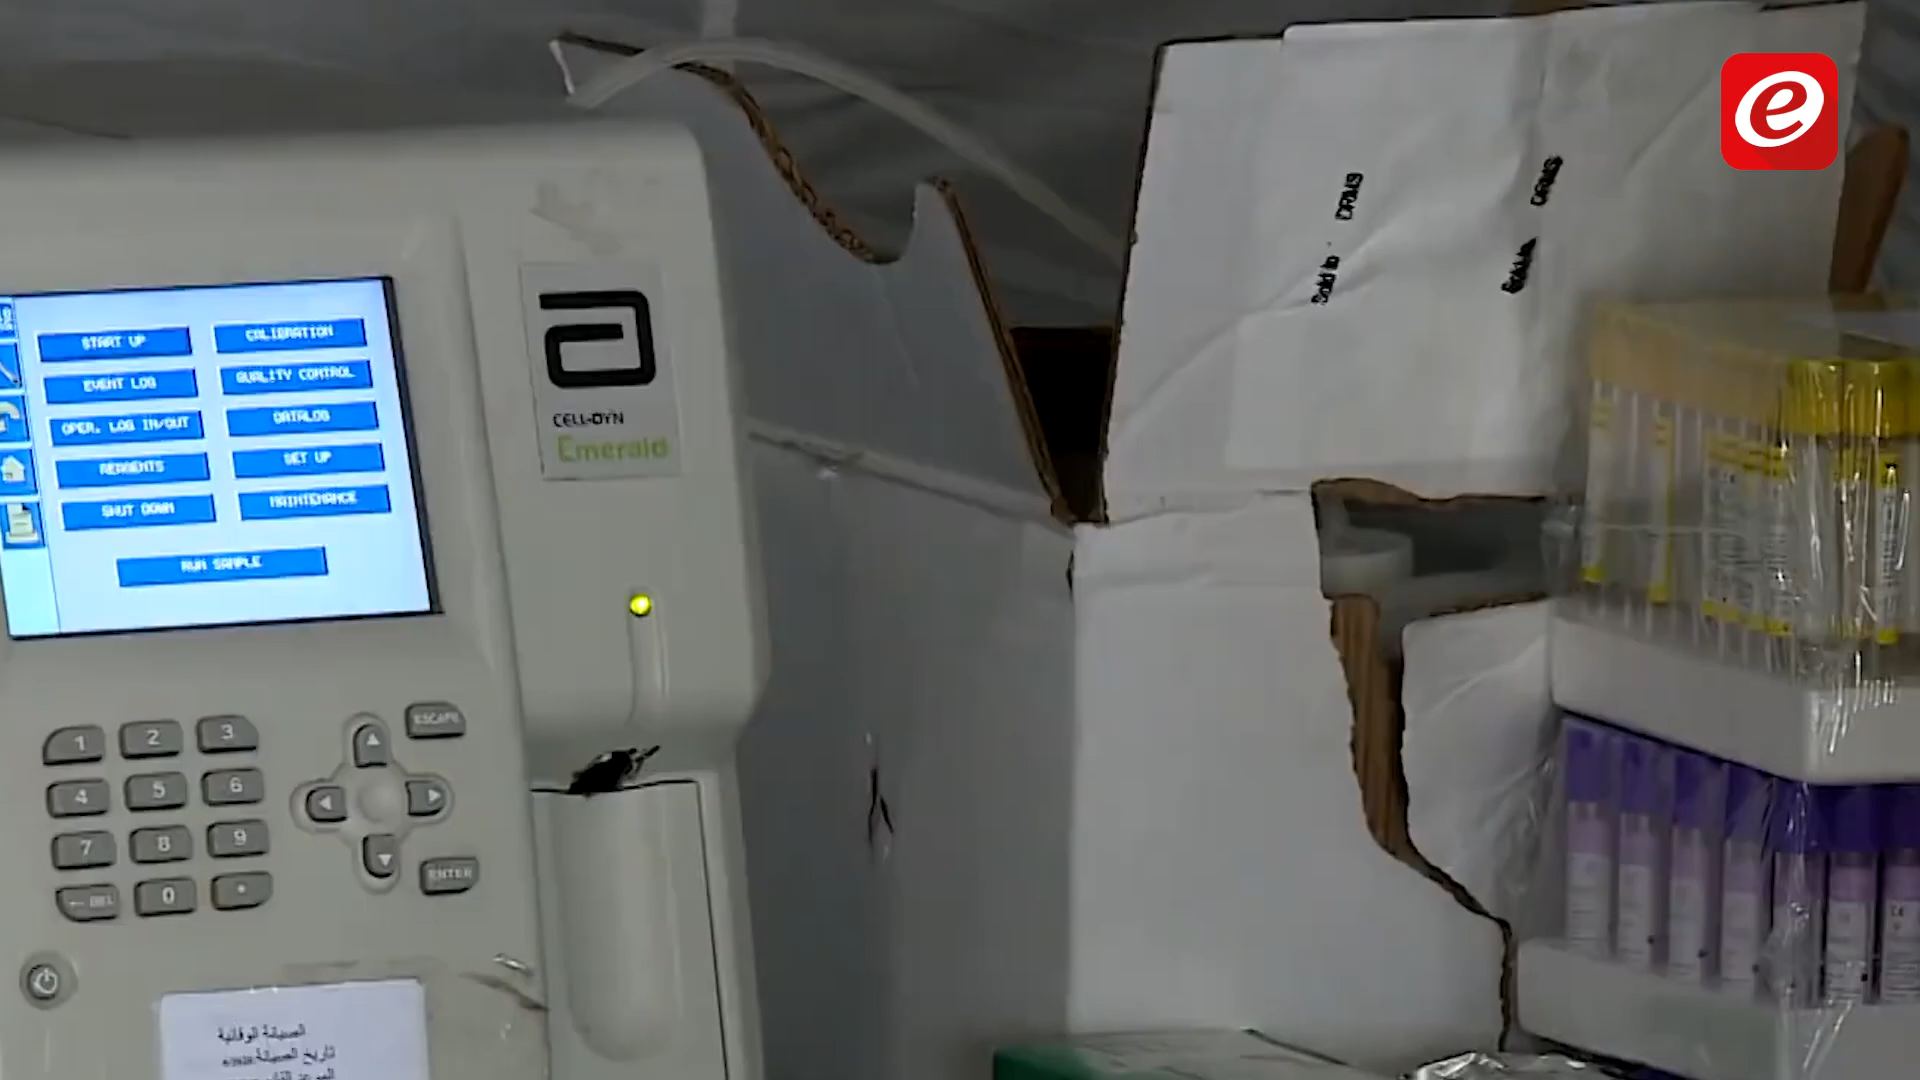 START UP
CALIBRATION
EVENT LOG
QUALITY CONTROL
OPER. LOG IN/OUT
DATALOG
REAGENTS
SET UP
SHUT DOWN
MAINTENANCE
RUN SAMPLE
CELL-DYN
Emerald
1 2 3
4 5 6
7 8 9
DEL 0
ESCAPE
ENTER
الصيانة الوقائية
تاريخ الصيانة
Sold to DRMS
DRMS
e